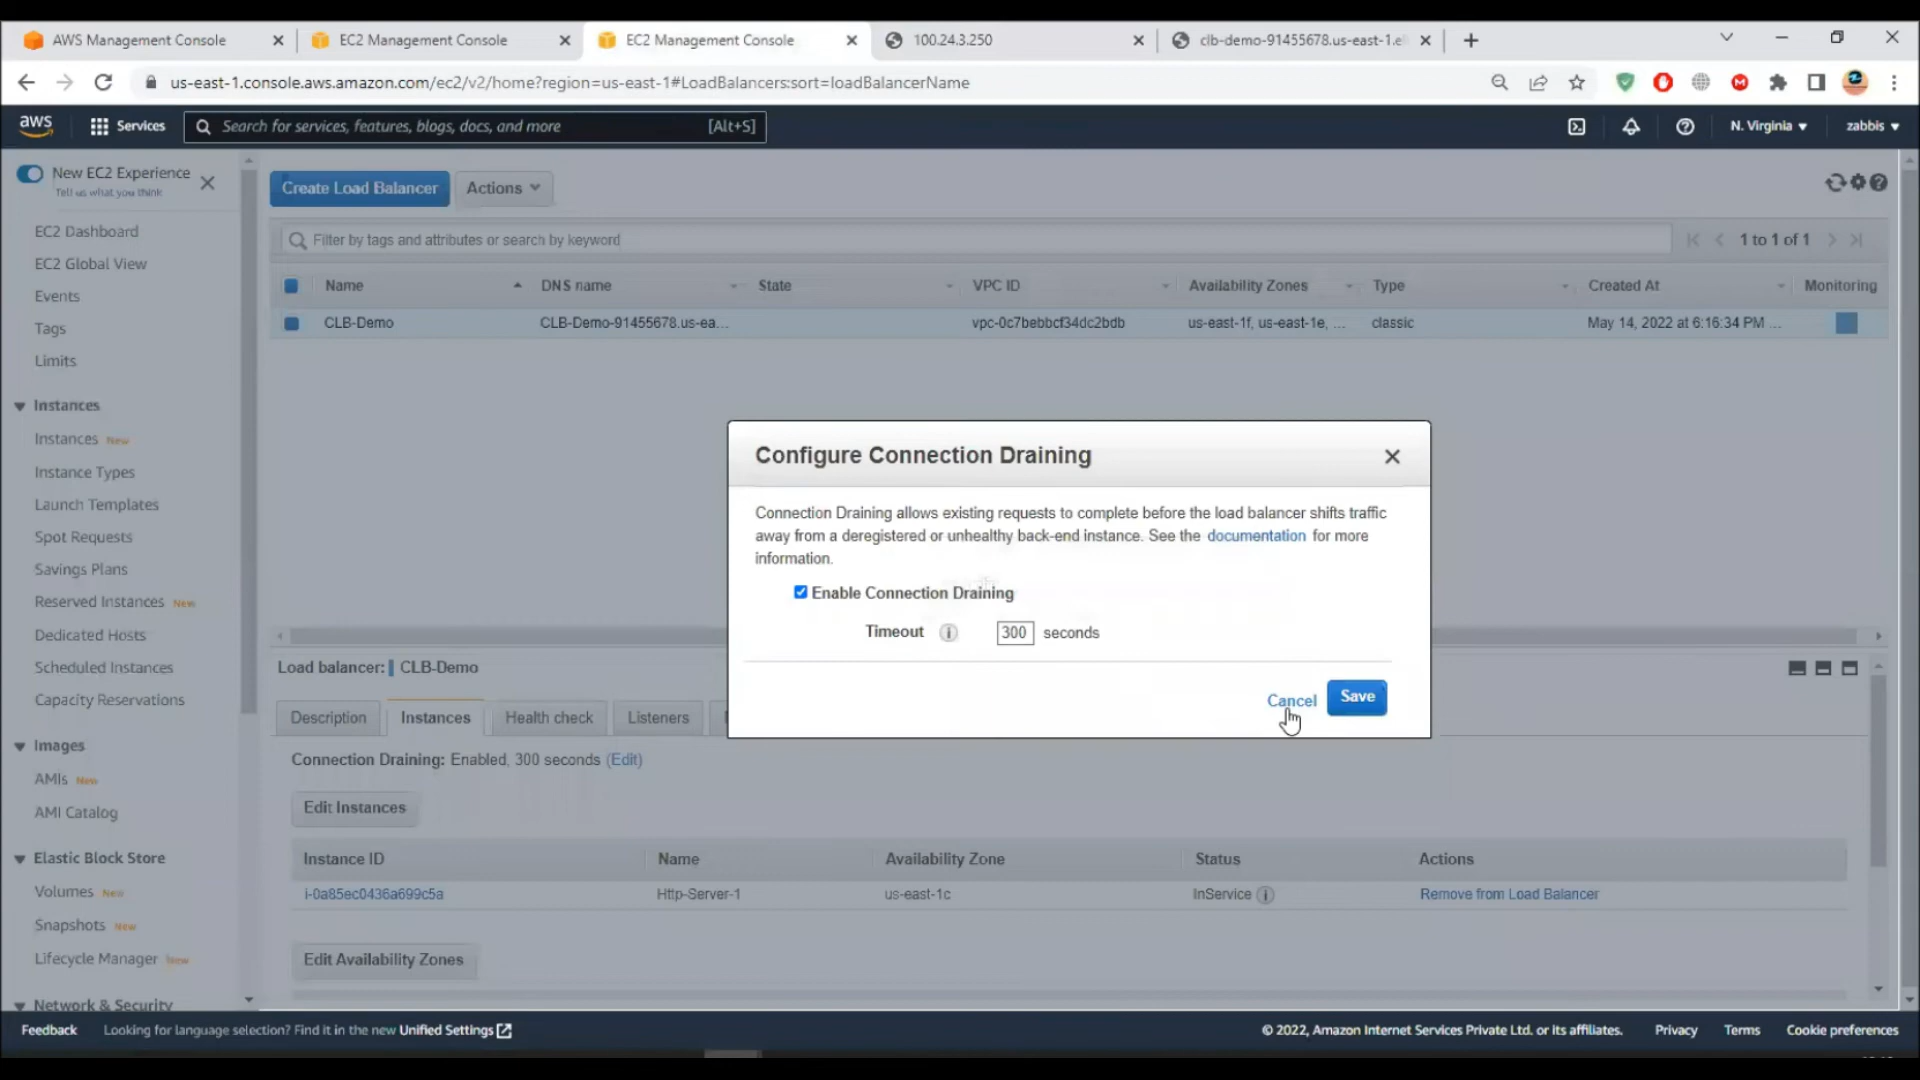 AWS Management Console
EC2 Management Console
EC2 Management Console
100.24.3.250
clb-demo-91455678.us-east-1.el
us-east-1.console.aws.amazon.com/ec2/v2/home?region=us-east-1#LoadBalancers:sort=loadBalancerName
aws
Services
Search for services, features, blogs, docs, and more
[Alt+S]
N. Virginia
zabbis
New EC2 Experience
Tell us what you think
EC2 Dashboard
EC2 Global View
Events
Tags
Limits
Instances
Instances New
Instance Types
Launch Templates
Spot Requests
Savings Plans
Reserved Instances New
Dedicated Hosts
Scheduled Instances
Capacity Reservations
Images
AMIs New
AMI Catalog
Elastic Block Store
Volumes New
Snapshots New
Lifecycle Manager New
Network & Security
Create Load Balancer
Actions
Filter by tags and attributes or search by keyword
1 to 1 of 1
Name
DNS name
State
VPC ID
Availability Zones
Type
Created At
Monitoring
CLB-Demo
CLB-Demo-91455678.us-ea...
vpc-0c7bebbcf34dc2bdb
us-east-1f, us-east-1e, ...
classic
May 14, 2022 at 6:16:34 PM ...
Configure Connection Draining
Connection Draining allows existing requests to complete before the load balancer shifts traffic
away from a deregistered or unhealthy back-end instance. See the documentation for more
information.
Enable Connection Draining
Timeout
300 seconds
Cancel
Save
Load balancer: CLB-Demo
Description
Instances
Health check
Listeners
Connection Draining: Enabled, 300 seconds (Edit)
Edit Instances
Instance ID
Name
Availability Zone
Status
Actions
i-0a85ec0436a699c5a
Http-Server-1
us-east-1c
InService
Remove from Load Balancer
Edit Availability Zones
Feedback
Looking for language selection? Find it in the new Unified Settings
© 2022, Amazon Internet Services Private Ltd. or its affiliates.
Privacy
Terms
Cookie preferences